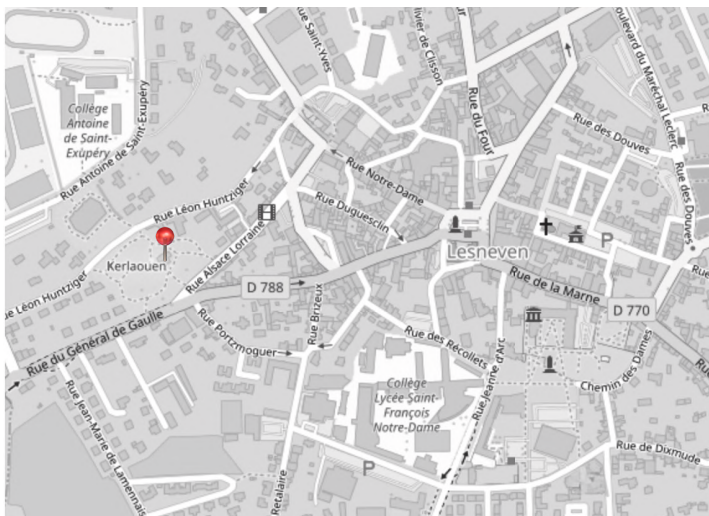 Rue Saint-Yves
ivier de Clisson
oulevard du Maréchal Leclerc
Collège
Antoine
de Saint-
Exupéry
Rue Antoine de Saint-Exupéry
Rue du Four
Rue des Douves
Rue des Douves
Rue Notre-Dame
Rue Léon Huntziger
Rue Duguesclin
Rue Alsace Lorraine
Kerlaouen
Lesneven
P
ue Léon Huntziger
D 788
Rue de la Marne
D 770
Rue du Général de Gaulle
Rue Portzmoguer
Rue Brizeux
Rue des Récollets
Rue Jeanne d'Arc
Chemin des Dames
Rue Jean-Marie de Lamennais
Collège
Lycée Saint-
François
Notre-Dame
Rue de Dixmude
P
Retalaire